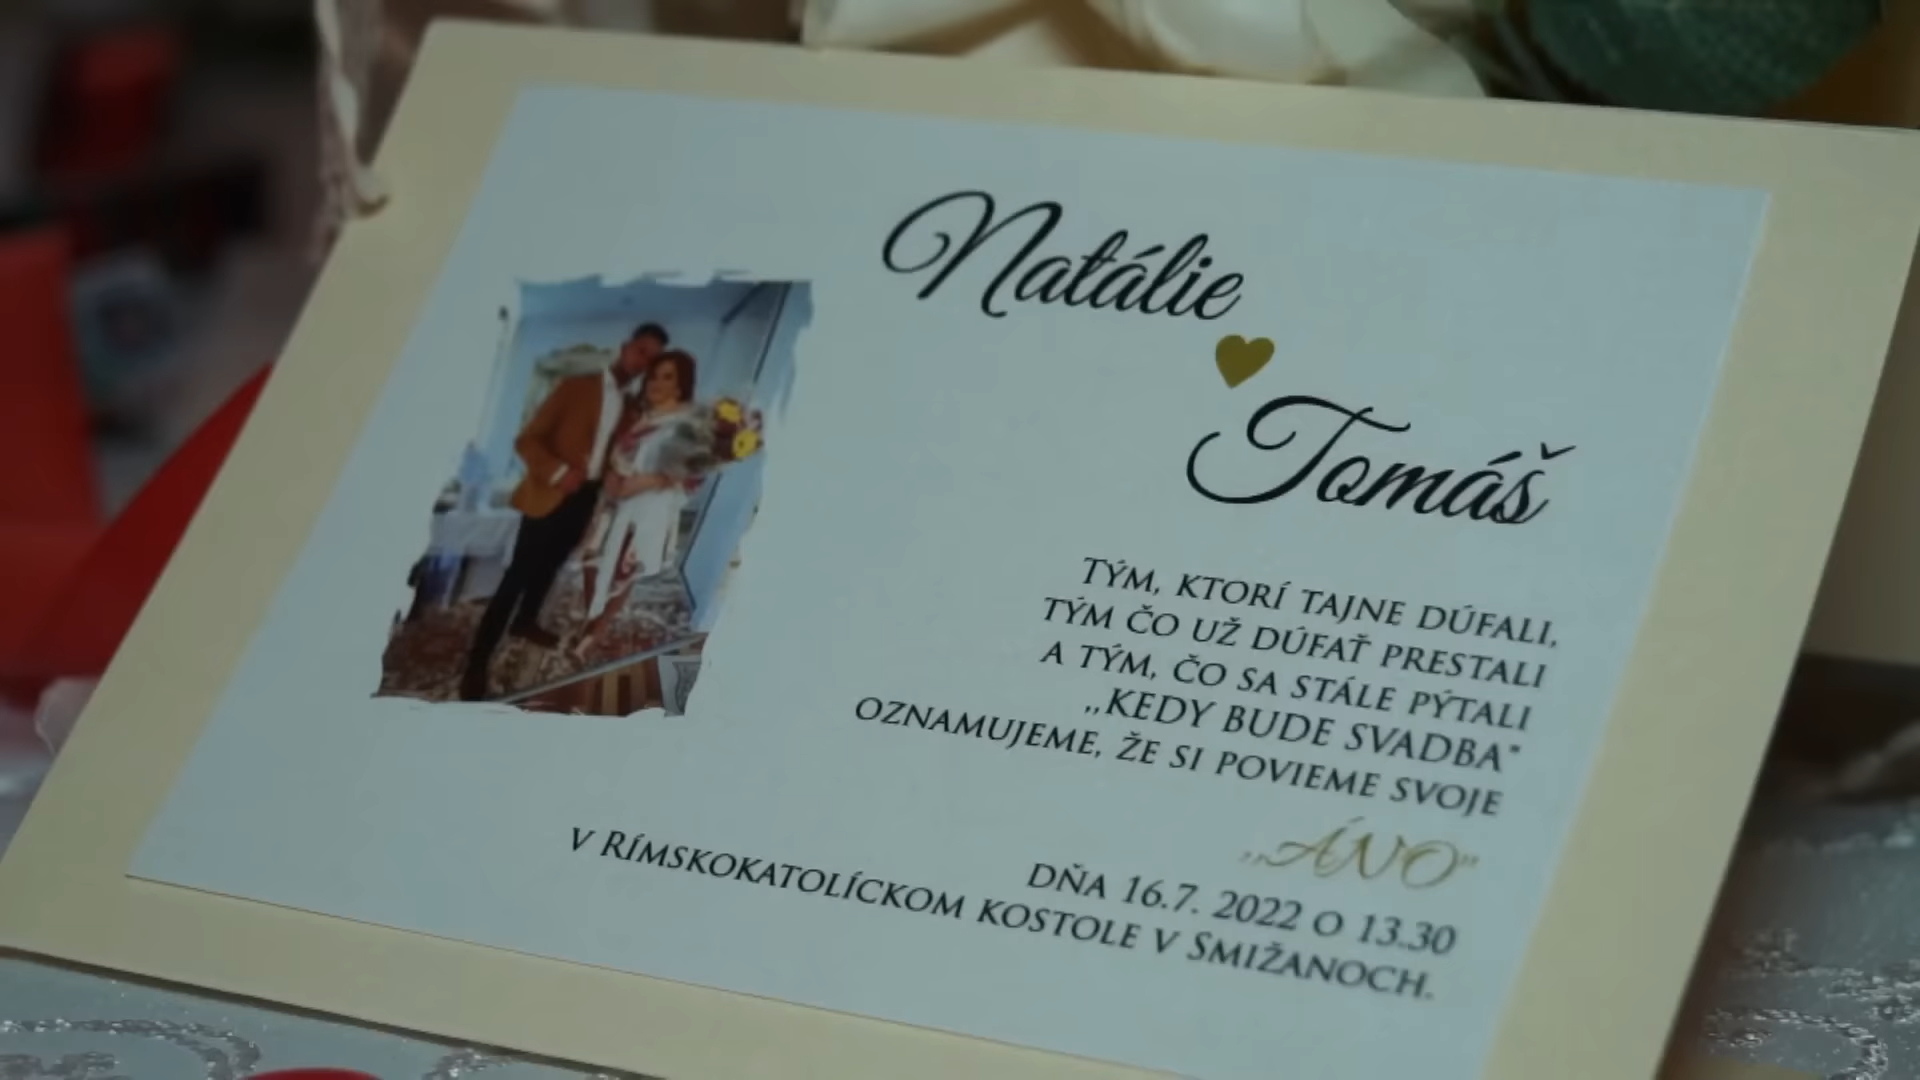 Natálie
Tomáš
TÝM, KTORÍ TAJNE DÚFALI,
TÝM ČO UŽ DÚFAŤ PRESTALI
A TÝM, ČO SA STÁLE PÝTALI
,,KEDY BUDE SVADBA"
OZNAMUJEME, ŽE SI POVIEME SVOJE
,,ÁNO"
DŇA 16.7. 2022 O 13.30
V RÍMSKOKATOLÍCKOM KOSTOLE V SMIŽANOCH.